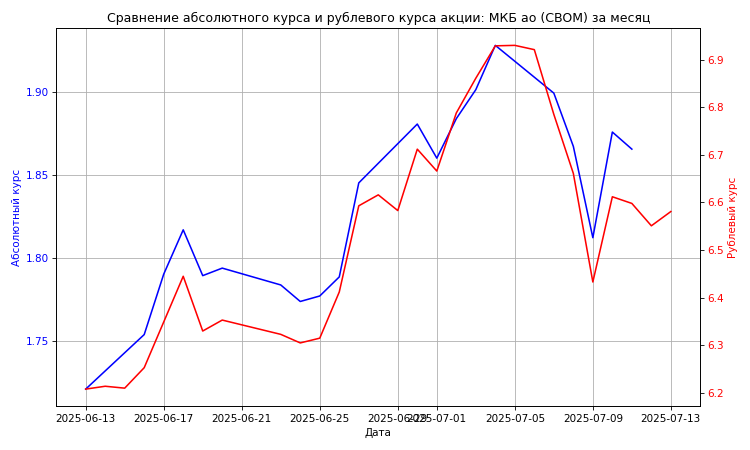 Сравнение абсолютного курса и рублевого курса акции: МКБ ао (CBOM) за месяц
Абсолютный курс
1.90
1.85
1.80
1.75
6.9
6.8
6.7
6.6
6.5
6.4
6.3
6.2
Рублевый курс
2025-06-13 2025-06-17 2025-06-21 2025-06-25 2025-06-29 2025-07-01 2025-07-05 2025-07-09 2025-07-13
Дата